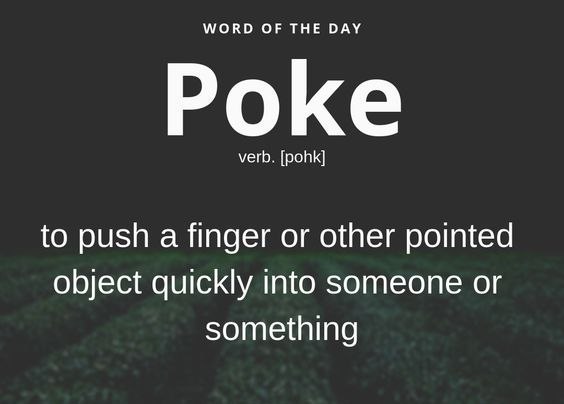 WORD OF THE DAY
Poke
verb. [pohk]
to push a finger or other pointed
object quickly into someone or
something